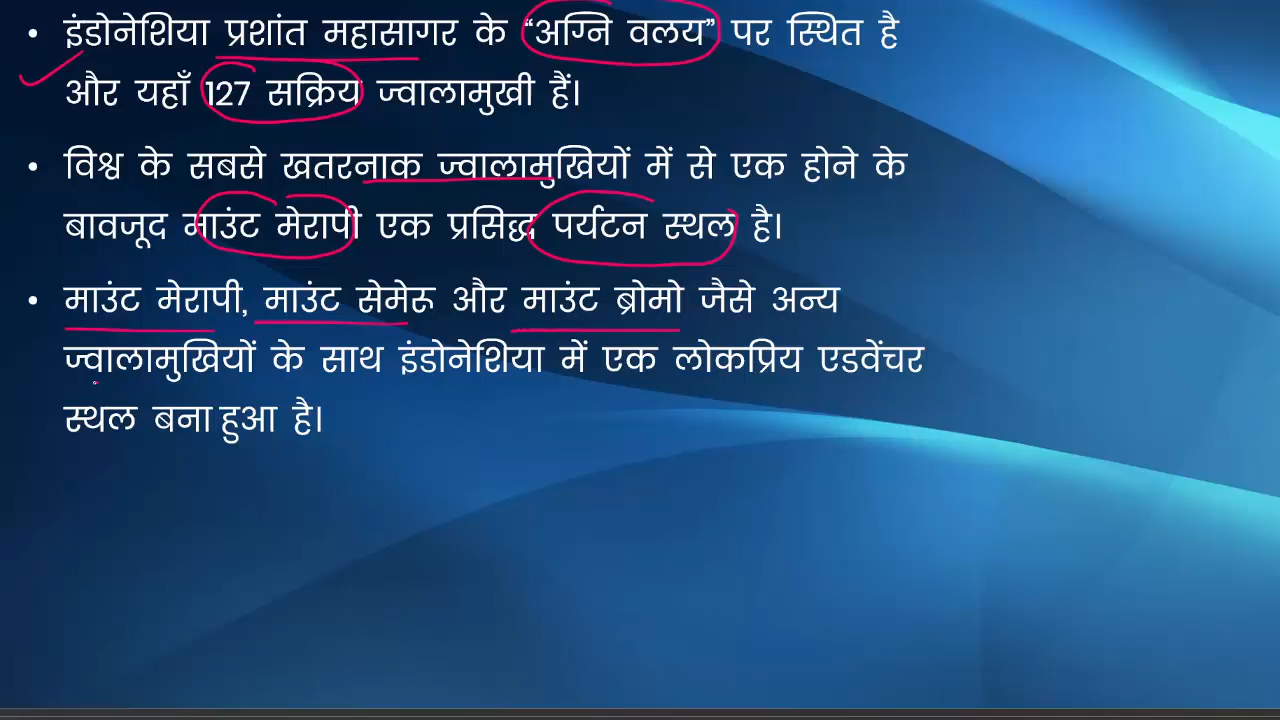 • इंडोनेशिया प्रशांत महासागर के “अग्नि वलय” पर स्थित है
और यहाँ 127 सक्रिय ज्वालामुखी हैं।
• विश्व के सबसे खतरनाक ज्वालामुखियों में से एक होने के
बावजूद माउंट मेरापी एक प्रसिद्ध पर्यटन स्थल है।
• माउंट मेरापी, माउंट सेमेरू और माउंट ब्रोमो जैसे अन्य
ज्वालामुखियों के साथ इंडोनेशिया में एक लोकप्रिय एडवेंचर
स्थल बना हुआ है।